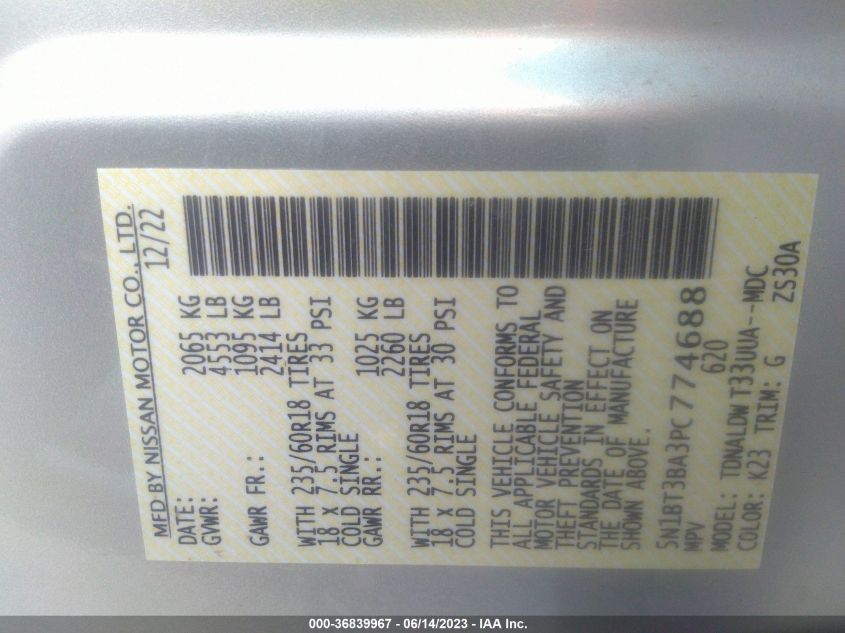 MFD BY NISSAN MOTOR CO., LTD.
DATE: 12/22
GVWR: 2065 KG
4553 LB
GAWR FR.: 1095 KG
2414 LB
WITH 235/60R18 TIRES
18 X 7.5 RIMS AT 33 PSI
COLD SINGLE
GAWR RR.: 1025 KG
2260 LB
WITH 235/60R18 TIRES
18 X 7.5 RIMS AT 30 PSI
COLD SINGLE
THIS VEHICLE CONFORMS TO
ALL APPLICABLE FEDERAL
MOTOR VEHICLE SAFETY AND
THEFT PREVENTION
STANDARDS IN EFFECT ON
THE DATE OF MANUFACTURE
SHOWN ABOVE.
5N1BT3BA3PC774688
MPV 620
MODEL: TDNALDW T33UUA--MDC
COLOR: K23 TRIM: G ZS30A
000-36839967 - 06/14/2023 - IAA Inc.